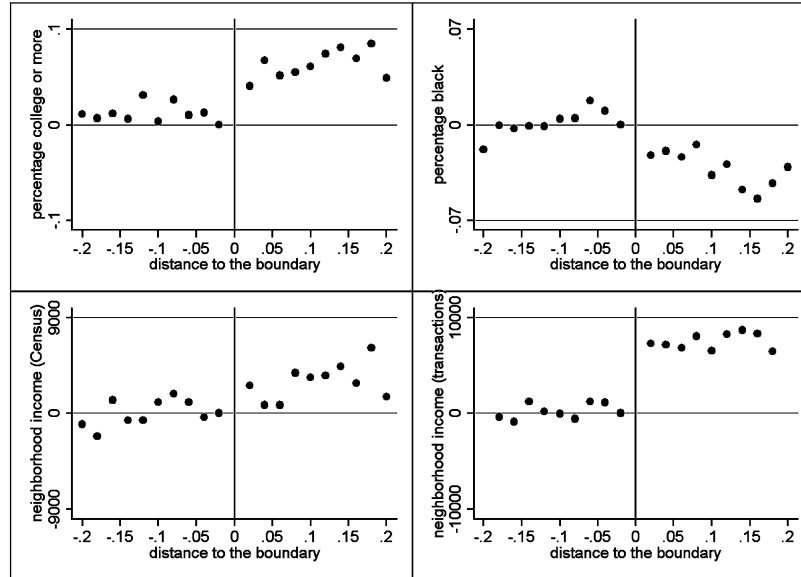 percentage college or more
.1
0
-.1
-.2 -.15 -.1 -.05 0 .05 .1 .15 .2
distance to the boundary
percentage black
.07
0
-.07
-.2 -.15 -.1 -.05 0 .05 .1 .15 .2
distance to the boundary
neighborhood income (Census)
9000
0
-9000
-.2 -.15 -.1 -.05 0 .05 .1 .15 .2
distance to the boundary
neighborhood income (transactions)
10000
0
-10000
-.2 -.15 -.1 -.05 0 .05 .1 .15 .2
distance to the boundary